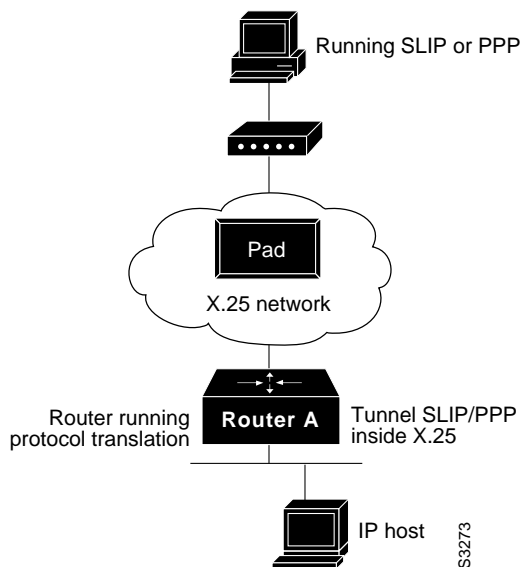 Running SLIP or PPP
Pad
X.25 network
Router running
protocol translation
Router A
Tunnel SLIP/PPP
inside X.25
IP host
S3273